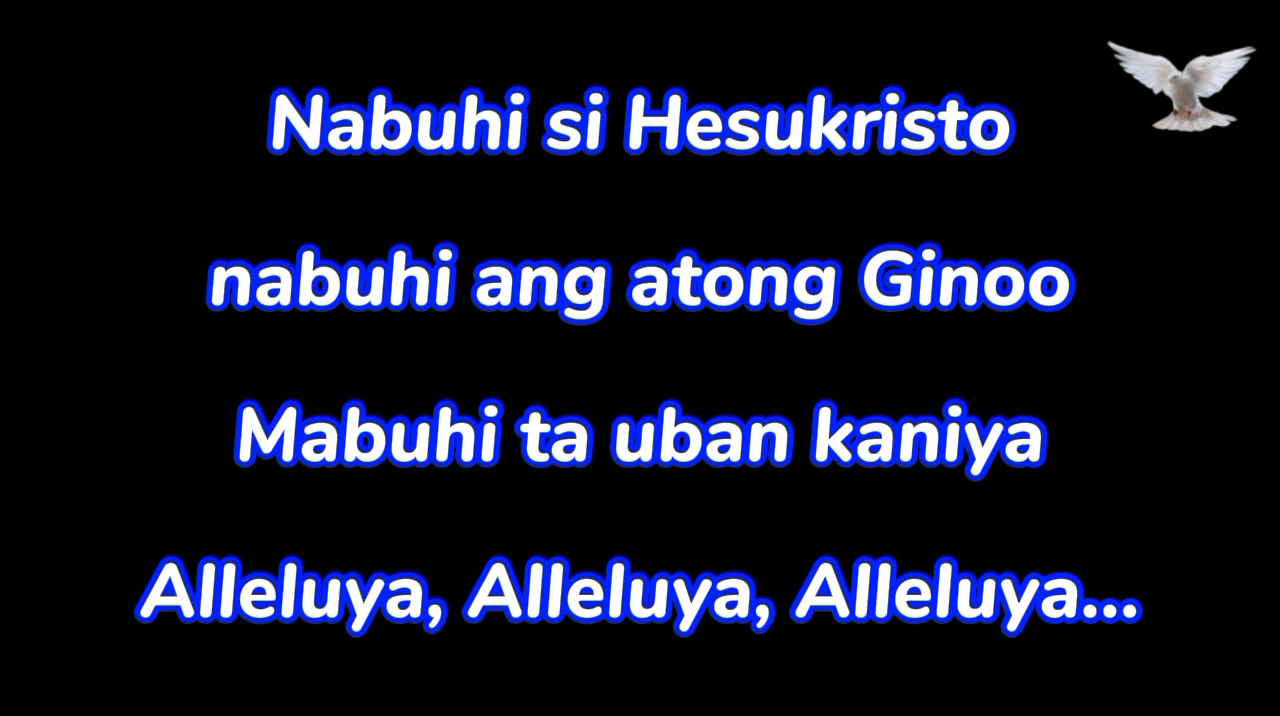 Nabuhi si Hesukristo
nabuhi ang atong Ginoo
Mabuhi ta uban kaniya
Alleluya, Alleluya, Alleluya...